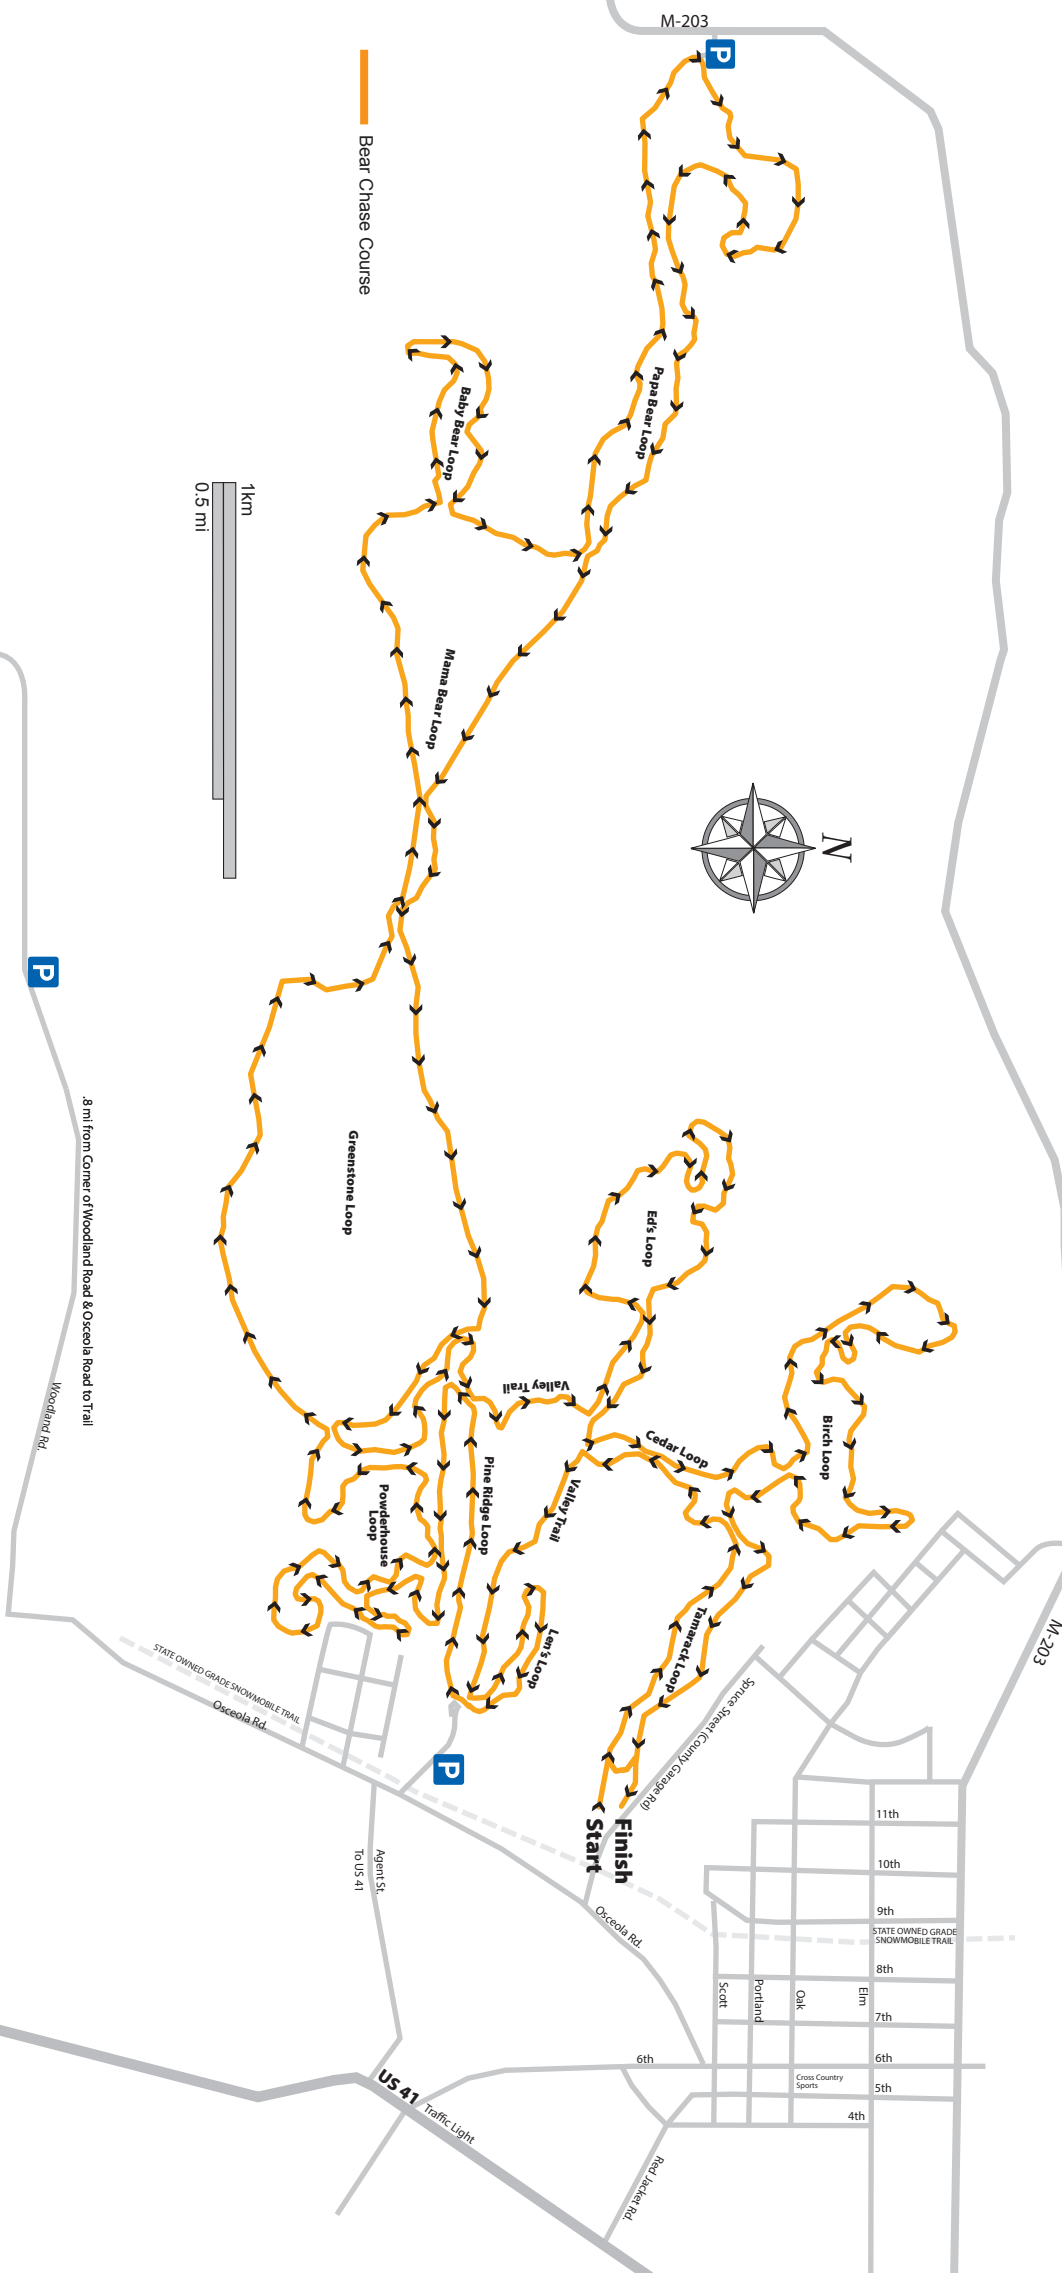 M-203
P
Bear Chase Course
Papa Bear Loop
Baby Bear Loop
1km
0.5 mi
Mama Bear Loop
N
P
.8 mi from Corner of Woodland Road & Osceola Road to Trail
Greenstone Loop
Ed's Loop
Valley Trail
Woodland Rd.
Cedar Loop
Birch Loop
Pine Ridge Loop
Powderhouse
Loop
Valley Trail
Len's Loop
Tamarack Loop
M-203
STATE OWNED GRADE SNOWMOBILE TRAIL
Osceola Rd.
Spruce Street (County Garage Rd)
P
Finish
Start
11th
10th
9th
STATE OWNED GRADE
SNOWMOBILE TRAIL
8th
7th
6th
6th
5th
4th
Scott
Portland
Oak
Elm
Cross Country
Sports
Agent St.
To US 41
Osceola Rd.
US 41
Traffic Light
Red Jacket Rd.